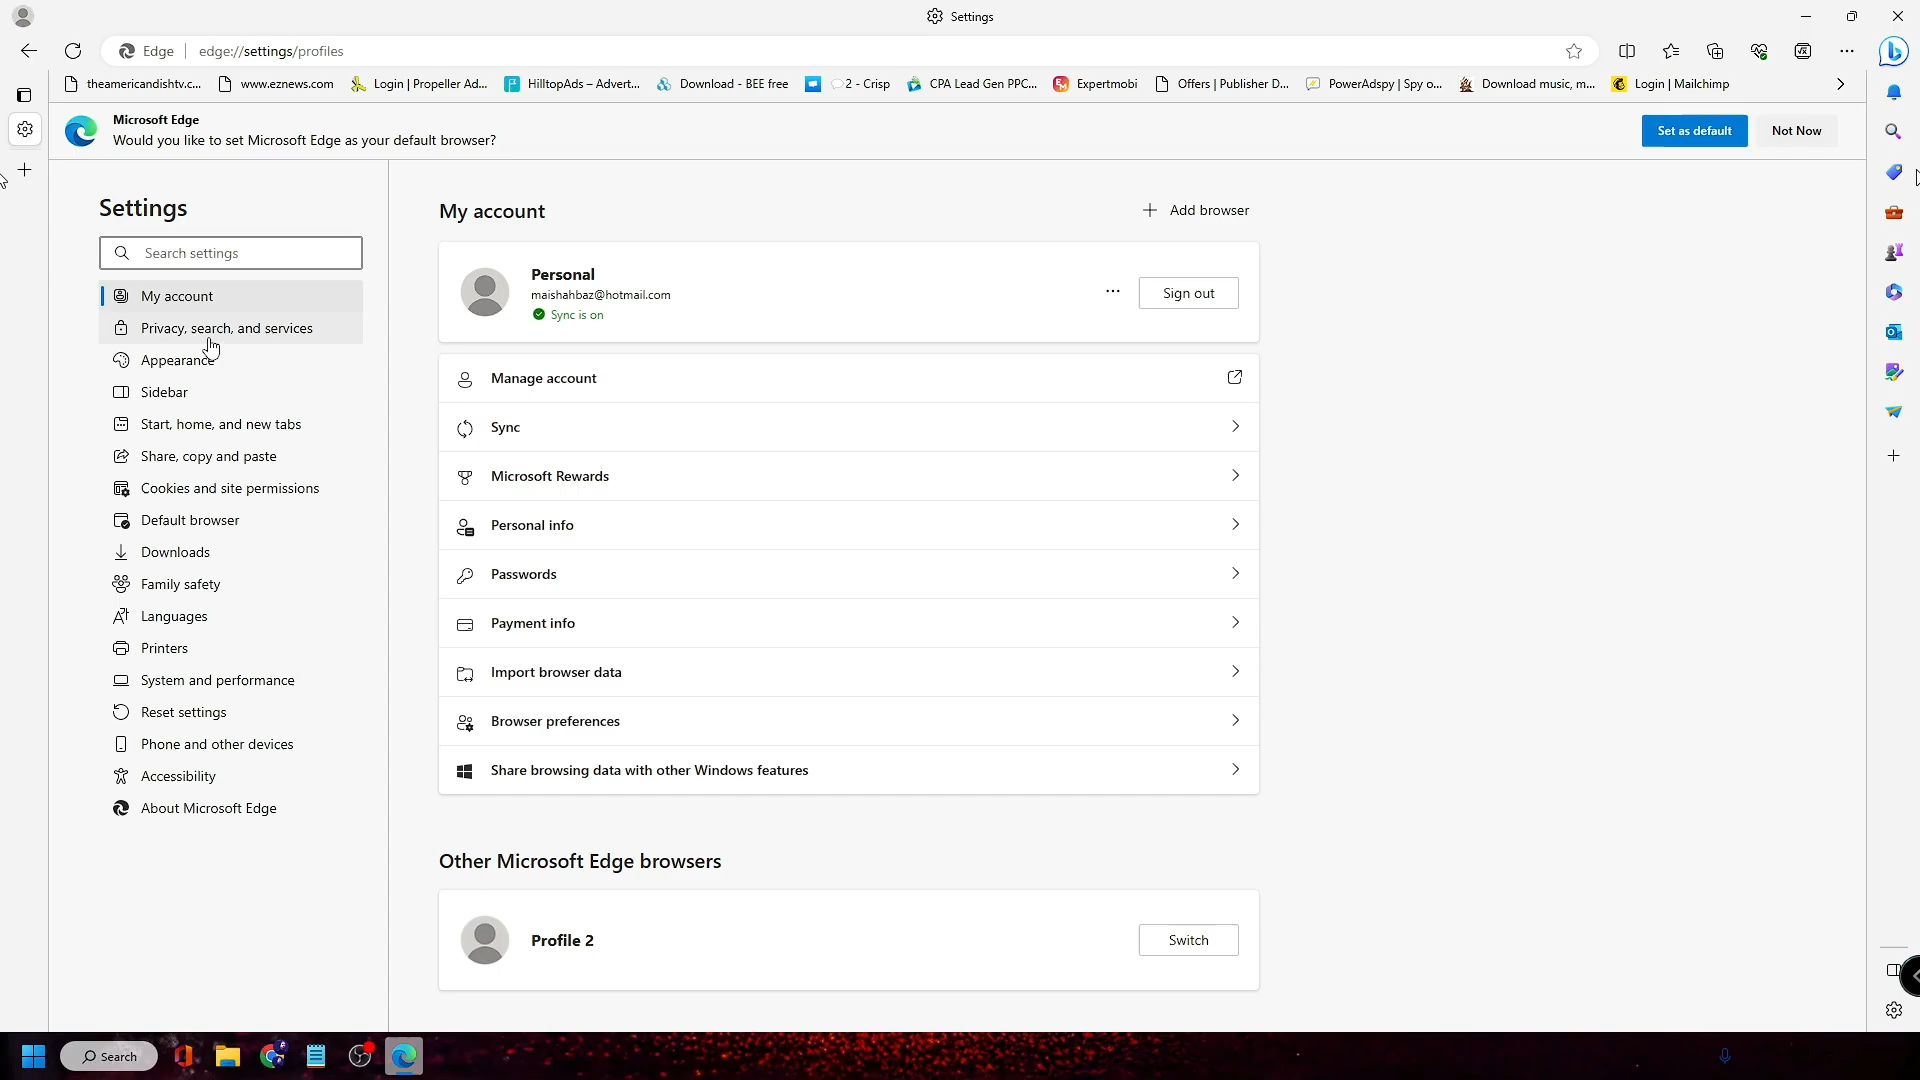 Settings
Edge
edge://settings/profiles
theamericandishtv.c...
www.eznews.com
Login | Propeller Ad...
HilltopAds – Advert...
Download - BEE free
2 - Crisp
CPA Lead Gen PPC...
Expertmobi
Offers | Publisher D...
PowerAdspy | Spy o...
Download music, m...
Login | Mailchimp
Microsoft Edge
Would you like to set Microsoft Edge as your default browser?
Set as default
Not Now
Settings
Search settings
My account
Privacy, search, and services
Appearance
Sidebar
Start, home, and new tabs
Share, copy and paste
Cookies and site permissions
Default browser
Downloads
Family safety
Languages
Printers
System and performance
Reset settings
Phone and other devices
Accessibility
About Microsoft Edge
My account
Add browser
Personal
maishahbaz@hotmail.com
Sync is on
Sign out
Manage account
Sync
Microsoft Rewards
Personal info
Passwords
Payment info
Import browser data
Browser preferences
Share browsing data with other Windows features
Other Microsoft Edge browsers
Profile 2
Switch
Search